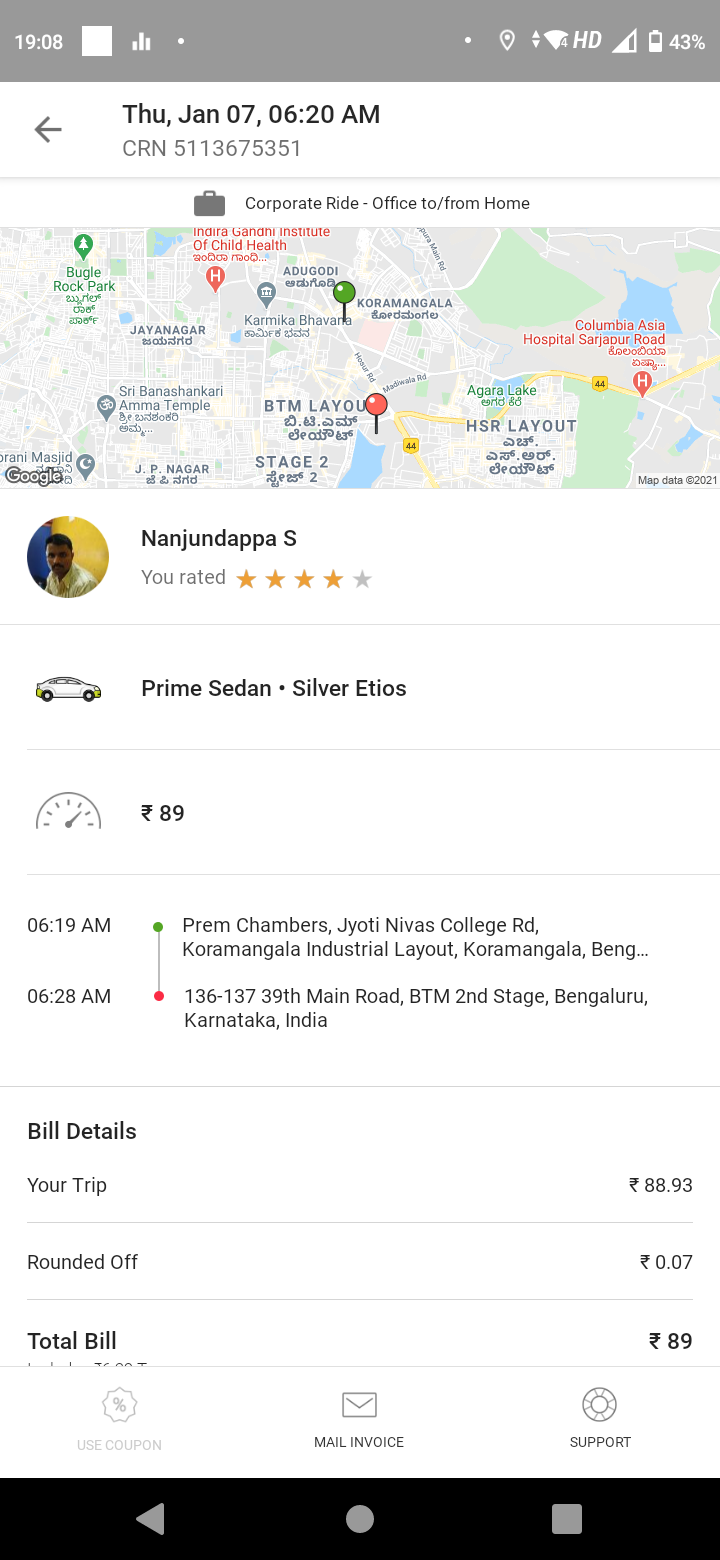 19:08
4 HD
43%
Thu, Jan 07, 06:20 AM
CRN 5113675351
Corporate Ride - Office to/from Home
Indira Gandhi Institute
Of Child Health
ಇಂದಿರಾ ಗಾಂಧಿ...
Bugle
Rock Park
ಬ್ಯುಗಲ್
ರಾಕ್
ಪಾರ್ಕ್
ADUGODI
ಆಡುಗೊಡಿ
KORAMANGALA
ಕೋರಮಂಗಲ
Karmika Bhavana
ಕಾರ್ಮಿಕ ಭವನ
JAYANAGAR
ಜಯನಗರ
Columbia Asia
Hospital Sarjapur Road
ಕೊಲಂಬಿಯಾ
ಏಷ್ಯಾ...
Hosur Rd
Madiwala Rd
44
Agara Lake
ಅಗರ ಕೆರೆ
Sri Banashankari
Amma Temple
ಶ್ರೀ ಬನಶಂಕರಿ
ಅಮ್ಮ...
BTM LAYOU
ಬಿ.ಟಿ.ಎಮ್
ಲೇಯೌಟ್
HSR LAYOUT
ಎಚ್.
ಎಸ್.ಆರ್.
ಲೇಯೌಟ್
44
STAGE 2
ಸ್ಟೇಜ್ 2
J. P. NAGAR
ಜೆ ಪಿ ನಗರ
Masjid
Google
Map data ©2021
Nanjundappa S
You rated
Prime Sedan • Silver Etios
₹ 89
06:19 AM
Prem Chambers, Jyoti Nivas College Rd,
Koramangala Industrial Layout, Koramangala, Beng…
06:28 AM
136-137 39th Main Road, BTM 2nd Stage, Bengaluru,
Karnataka, India
Bill Details
Your Trip ₹ 88.93
Rounded Off ₹ 0.07
Total Bill ₹ 89
USE COUPON
MAIL INVOICE
SUPPORT